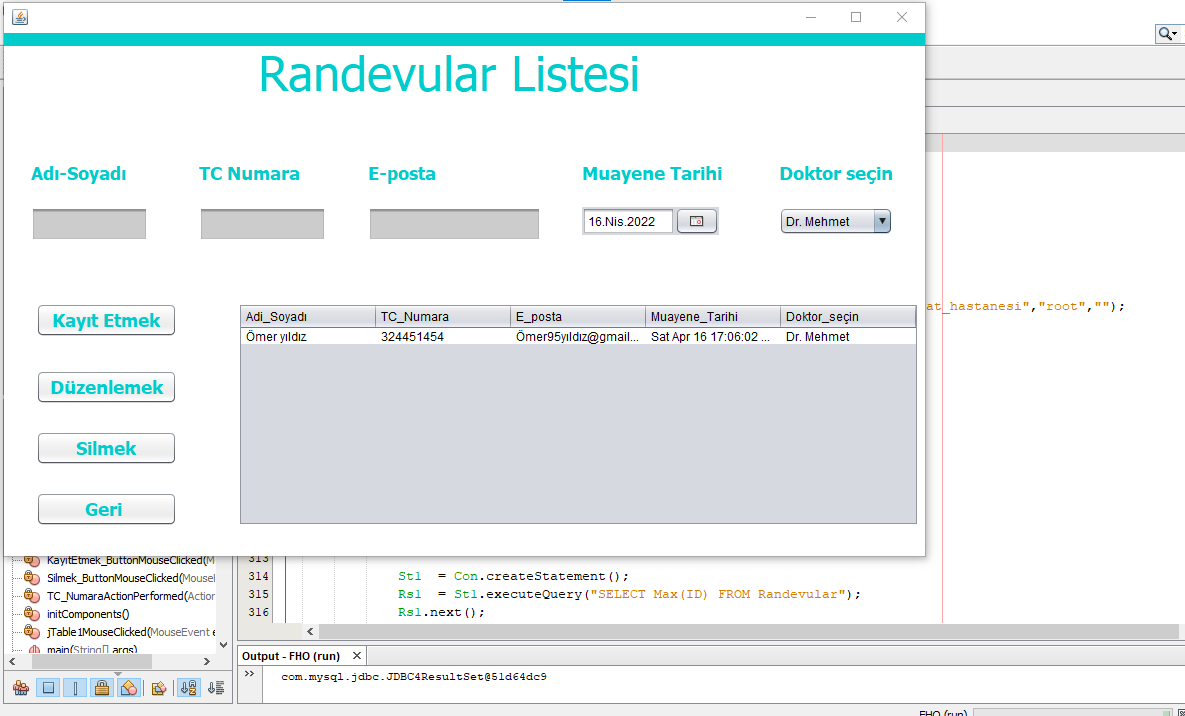 Randevular Listesi
Adı-Soyadı TC Numara E-posta Muayene Tarihi Doktor seçin
16.Nis.2022 Dr. Mehmet
Kayıt Etmek
Düzenlemek
Silmek
Geri
Adi_Soyadı TC_Numara E_posta Muayene_Tarihi Doktor_seçin
Ömer yıldız 324451454 Ömer95yıldız@gmail... Sat Apr 16 17:06:02 ... Dr. Mehmet
at_hastanesi","root","");
KayıtEtmek_ButtonMouseClicked(M
Silmek_ButtonMouseClicked(Mousel
TC_NumaraActionPerformed(Action
initComponents()
jTable1MouseClicked(MouseEvent e
main(String[] args)
313
314 St1 = Con.createStatement();
315 Rs1 = St1.executeQuery("SELECT Max(ID) FROM Randevular");
316 Rs1.next();
Output - FHO (run)
com.mysql.jdbc.JDBC4ResultSet@51d64dc9
FHO (run)